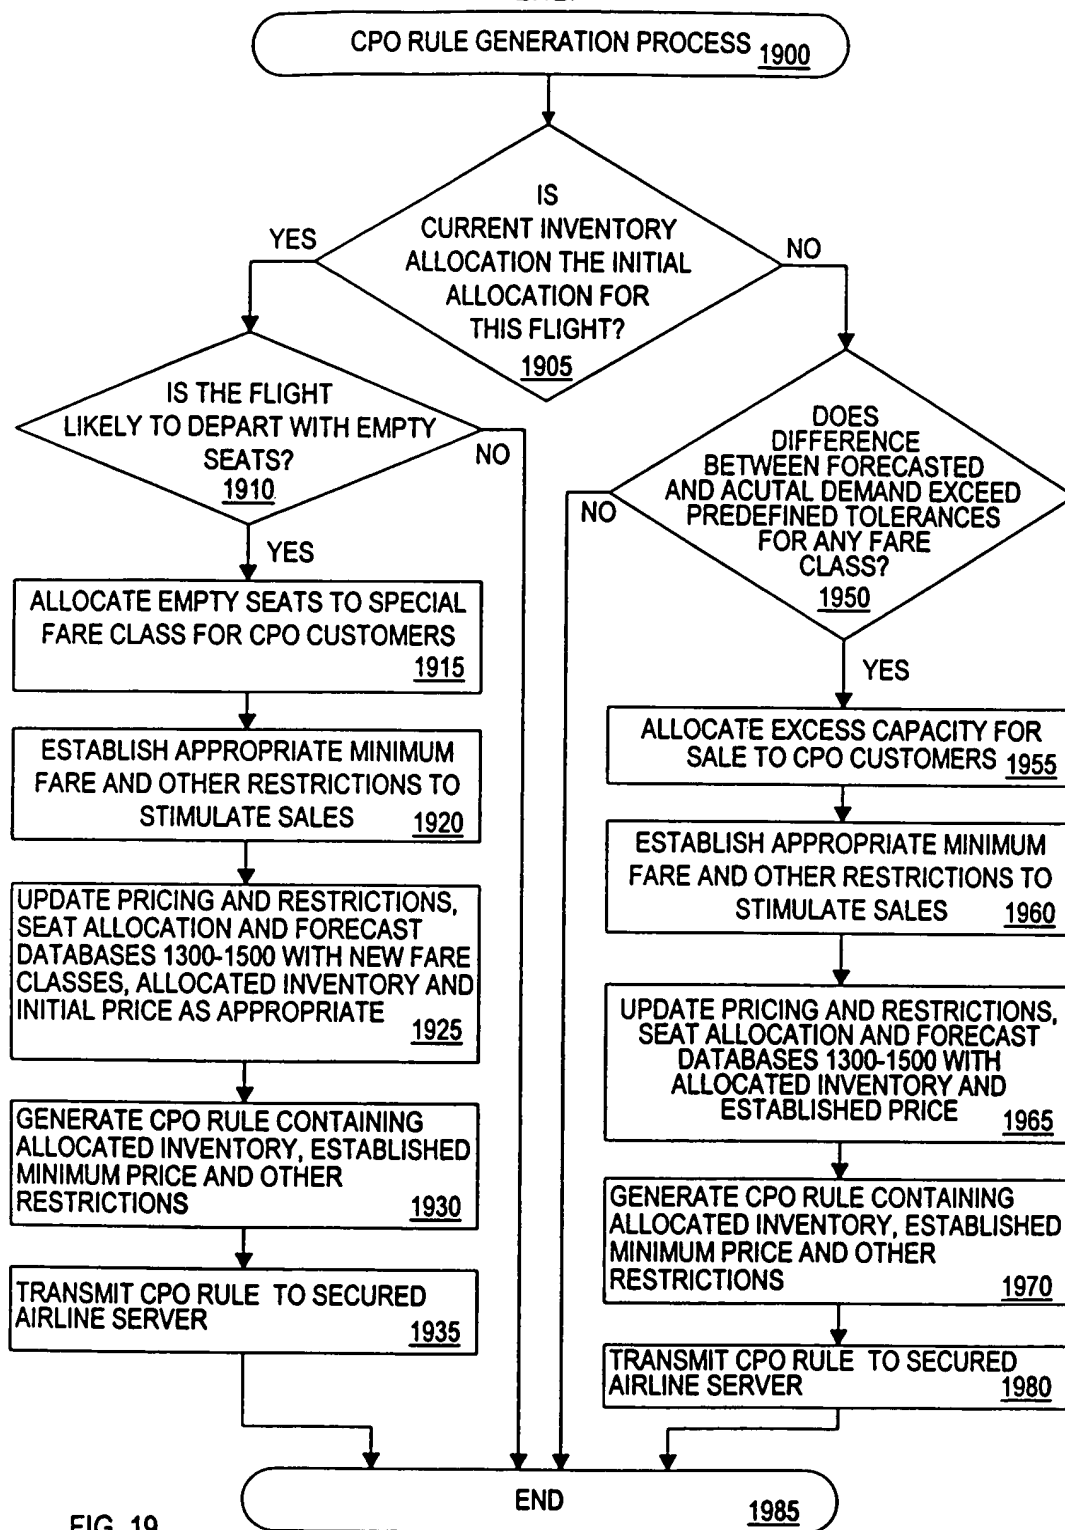 CPO RULE GENERATION PROCESS 1900
IS
CURRENT INVENTORY
ALLOCATION THE INITIAL
ALLOCATION FOR
THIS FLIGHT?
1905
YES
NO
IS THE FLIGHT
LIKELY TO DEPART WITH EMPTY
SEATS?
1910
NO
YES
ALLOCATE EMPTY SEATS TO SPECIAL
FARE CLASS FOR CPO CUSTOMERS
1915
ESTABLISH APPROPRIATE MINIMUM
FARE AND OTHER RESTRICTIONS TO
STIMULATE SALES 1920
UPDATE PRICING AND RESTRICTIONS,
SEAT ALLOCATION AND FORECAST
DATABASES 1300-1500 WITH NEW FARE
CLASSES, ALLOCATED INVENTORY AND
INITIAL PRICE AS APPROPRIATE 1925
GENERATE CPO RULE CONTAINING
ALLOCATED INVENTORY, ESTABLISHED
MINIMUM PRICE AND OTHER
RESTRICTIONS 1930
TRANSMIT CPO RULE TO SECURED
AIRLINE SERVER 1935
DOES
DIFFERENCE
BETWEEN FORECASTED
AND ACUTAL DEMAND EXCEED
PREDEFINED TOLERANCES
FOR ANY FARE
CLASS?
1950
NO
YES
ALLOCATE EXCESS CAPACITY FOR
SALE TO CPO CUSTOMERS 1955
ESTABLISH APPROPRIATE MINIMUM
FARE AND OTHER RESTRICTIONS TO
STIMULATE SALES 1960
UPDATE PRICING AND RESTRICTIONS,
SEAT ALLOCATION AND FORECAST
DATABASES 1300-1500 WITH
ALLOCATED INVENTORY AND
ESTABLISHED PRICE 1965
GENERATE CPO RULE CONTAINING
ALLOCATED INVENTORY, ESTABLISHED
MINIMUM PRICE AND OTHER
RESTRICTIONS 1970
TRANSMIT CPO RULE TO SECURED
AIRLINE SERVER 1980
END 1985
FIG. 19